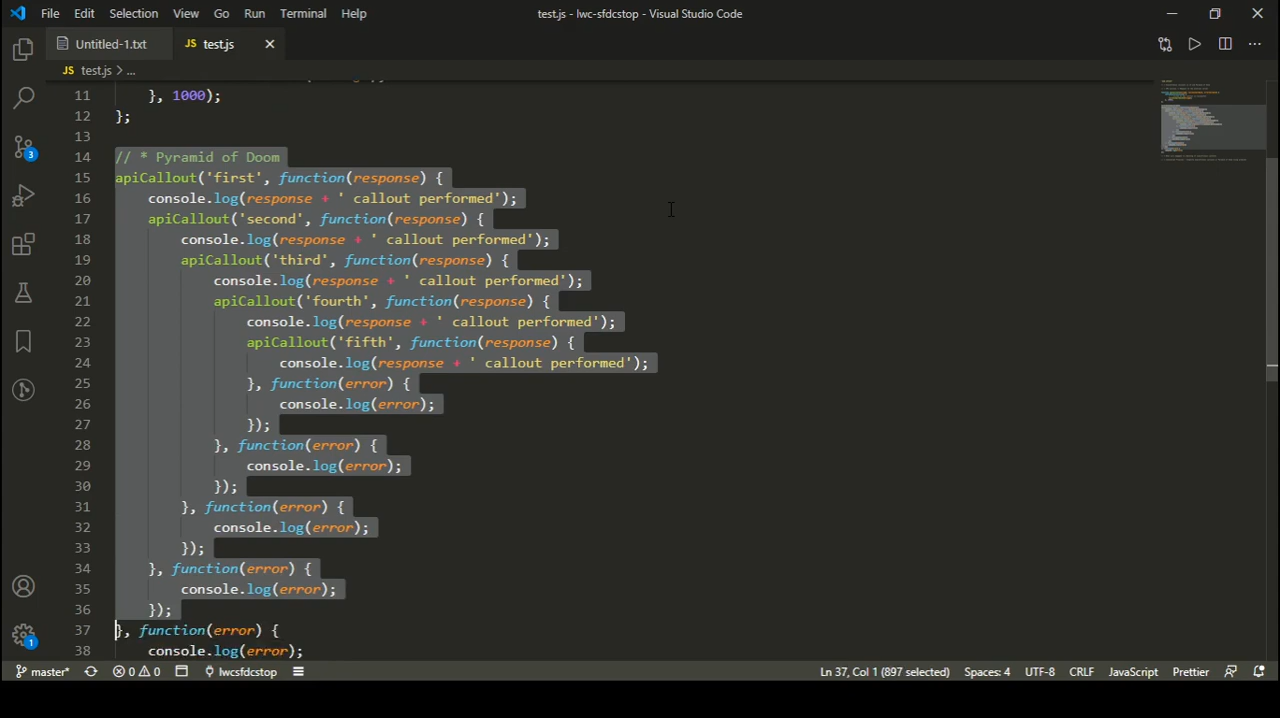 File Edit Selection View Go Run Terminal Help
test.js - lwc-sfdcstop - Visual Studio Code
Untitled-1.txt
JS test.js
JS test.js > ...
11 }, 1000);
12 };
13
14 // * Pyramid of Doom
15 apiCallout('first', function(response) {
16 console.log(response + ' callout performed');
17 apiCallout('second', function(response) {
18 console.log(response + ' callout performed');
19 apiCallout('third', function(response) {
20 console.log(response + ' callout performed');
21 apiCallout('fourth', function(response) {
22 console.log(response + ' callout performed');
23 apiCallout('fifth', function(response) {
24 console.log(response + ' callout performed');
25 }, function(error) {
26 console.log(error);
27 });
28 }, function(error) {
29 console.log(error);
30 });
31 }, function(error) {
32 console.log(error);
33 });
34 }, function(error) {
35 console.log(error);
36 });
37 }, function(error) {
38 console.log(error);
3
1
master* 0 0 lwcsfdcstop Ln 37, Col 1 (897 selected) Spaces: 4 UTF-8 CRLF JavaScript Prettier